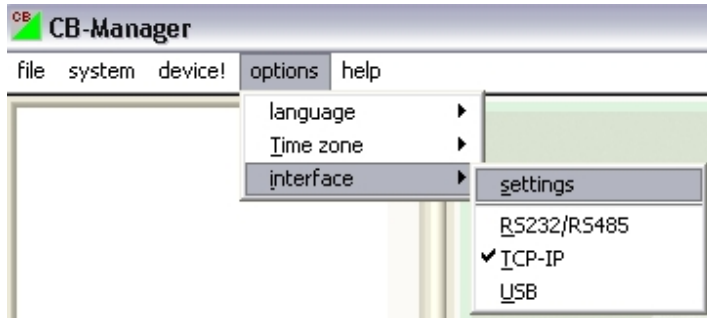 CB CB-Manager
file system device! options help
language
Time zone
interface
settings
RS232/RS485
TCP-IP
USB